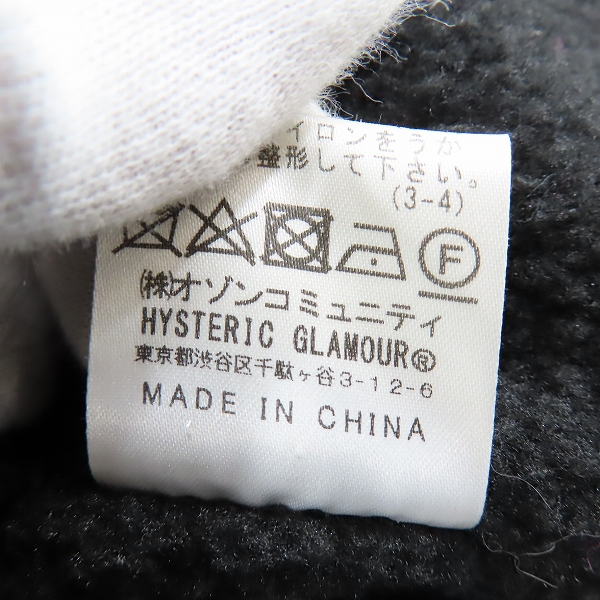 イロンをうか
整形して下さい。
(3-4)
F
(株)オゾンコミュニティ
HYSTERIC GLAMOUR®
東京都渋谷区千駄ヶ谷3-12-6
MADE IN CHINA